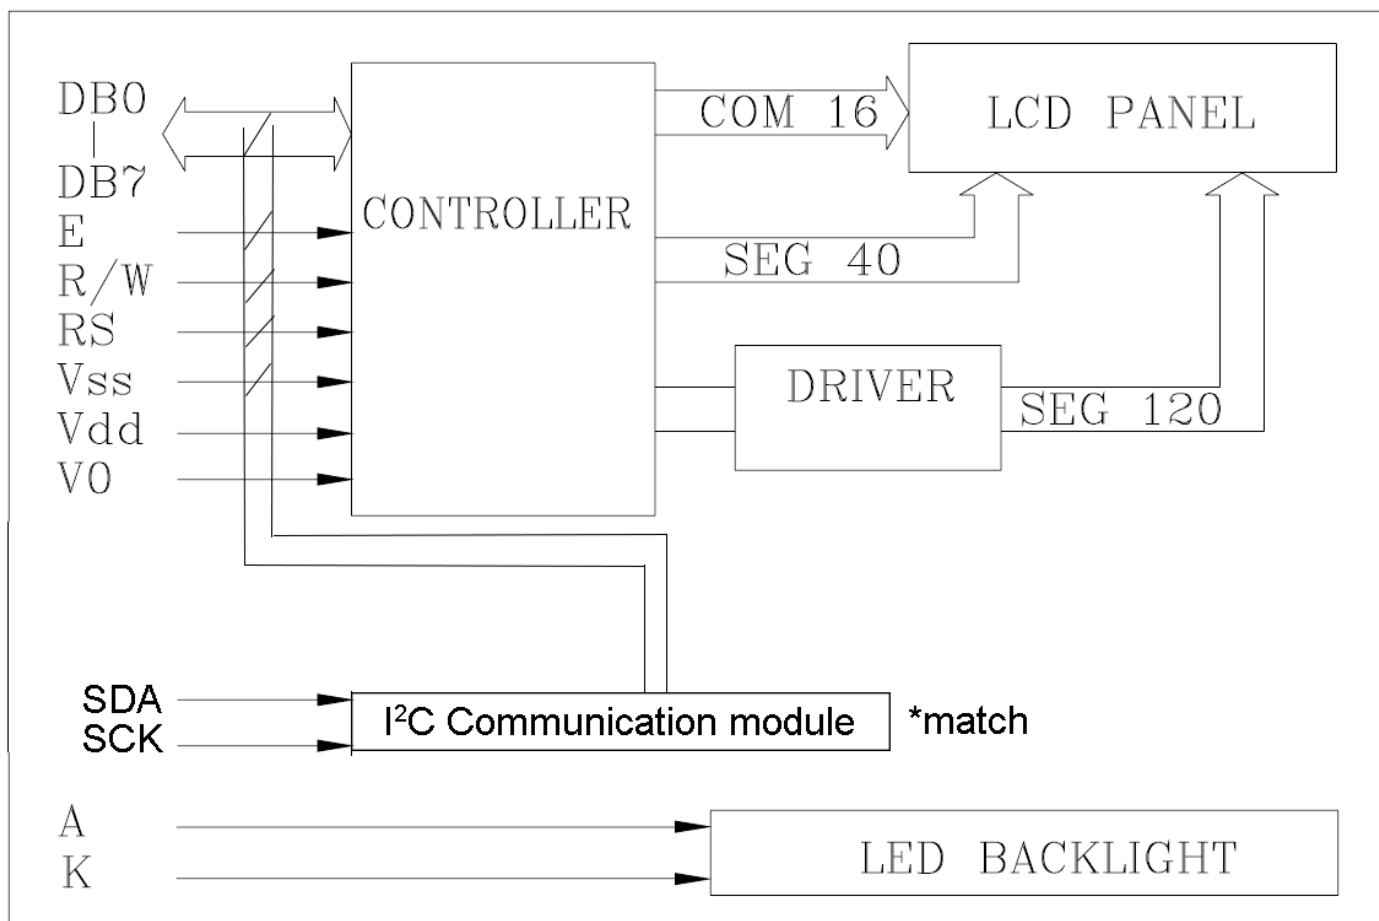 DB0
|
DB7
E
R/W
RS
Vss
Vdd
V0
CONTROLLER
COM 16
LCD PANEL
SEG 40
DRIVER
SEG 120
SDA
SCK
I²C Communication module
*match
A
K
LED BACKLIGHT